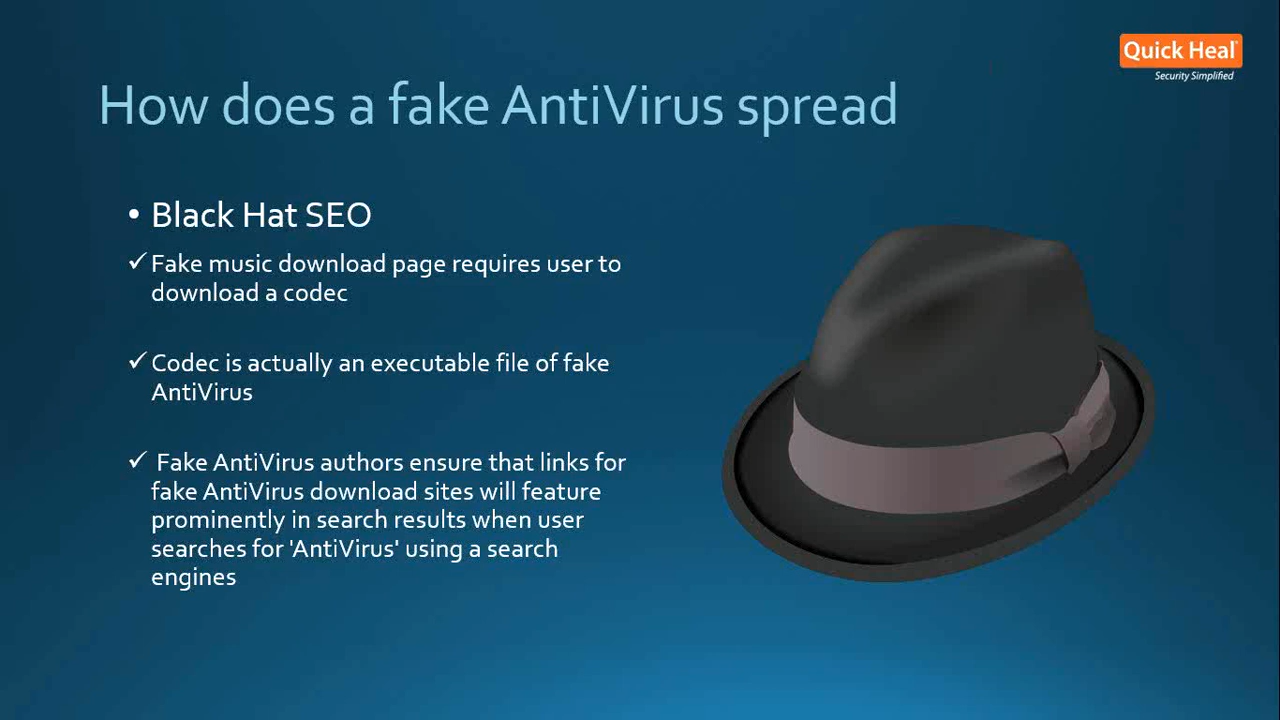 Quick Heal
Security Simplified
How does a fake AntiVirus spread
• Black Hat SEO
✓ Fake music download page requires user to
download a codec
✓ Codec is actually an executable file of fake
AntiVirus
✓ Fake AntiVirus authors ensure that links for
fake AntiVirus download sites will feature
prominently in search results when user
searches for 'AntiVirus' using a search
engines